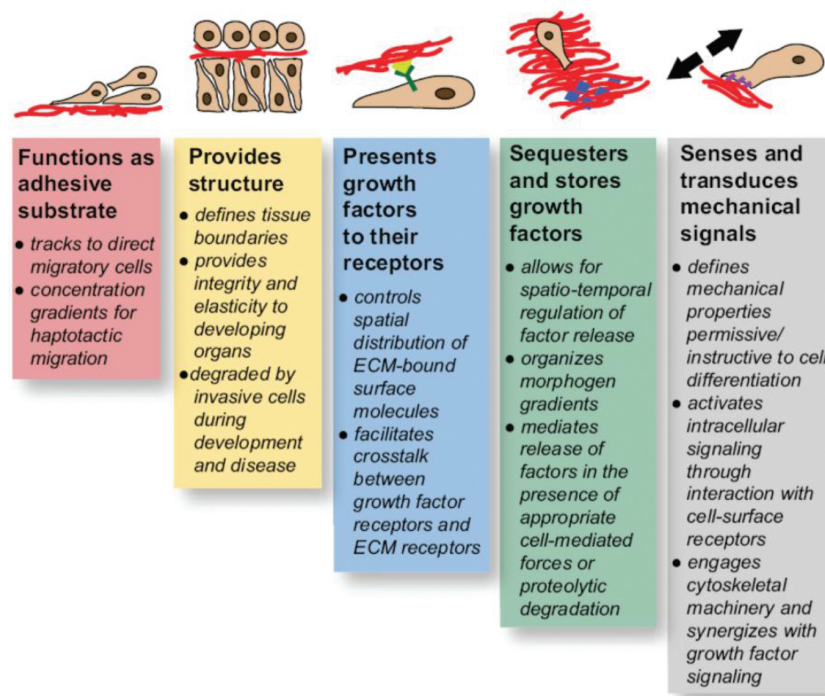 Functions as
adhesive
substrate
● tracks to direct
migratory cells
● concentration
gradients for
haptotactic
migration
Provides
structure
● defines tissue
boundaries
● provides
integrity and
elasticity to
developing
organs
● degraded by
invasive cells
during
development
and disease
Presents
growth
factors
to their
receptors
● controls
spatial
distribution of
ECM-bound
surface
molecules
● facilitates
crosstalk
between
growth factor
receptors and
ECM receptors
Sequesters
and stores
growth
factors
● allows for
spatio-temporal
regulation of
factor release
● organizes
morphogen
gradients
● mediates
release of
factors in the
presence of
appropriate
cell-mediated
forces or
proteolytic
degradation
Senses and
transduces
mechanical
signals
● defines
mechanical
properties
permissive/
instructive to cell
differentiation
● activates
intracellular
signaling
through
interaction with
cell-surface
receptors
● engages
cytoskeletal
machinery and
synergizes with
growth factor
signaling